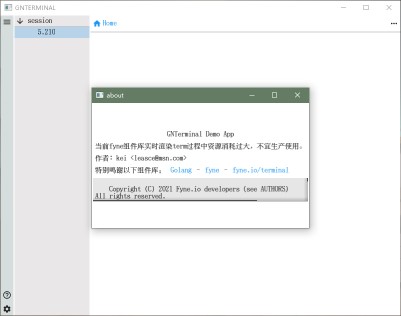 GNTERMINAL
session
5.210
Home
about
GNTerminal Demo App
当前fyne组件库实时渲染term过程中资源消耗过大，不宜生产使用。
作者：kei <leasce@msn.com>
特别鸣谢以下组件库： Golang - fyne - fyne.io/terminal
Copyright (C) 2021 Fyne.io developers (see AUTHORS)
All rights reserved.